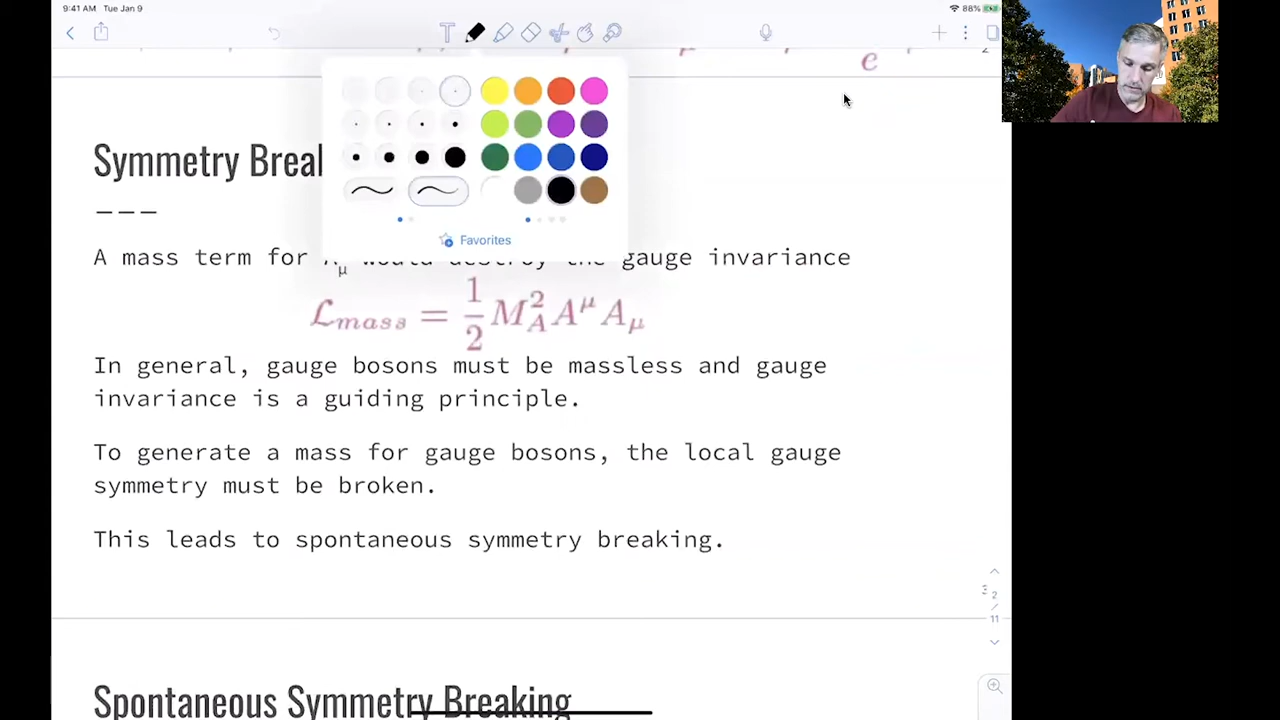 9:41 AM Tue Jan 9
88%
c
Symmetry Breal
Favorites
A mass term for would destroy the gauge invariance
μ
ℒmass = 1/2 M_A^2 A^μ A_μ
In general, gauge bosons must be massless and gauge
invariance is a guiding principle.
To generate a mass for gauge bosons, the local gauge
symmetry must be broken.
This leads to spontaneous symmetry breaking.
2
/
11
Spontaneous Symmetry Breaking